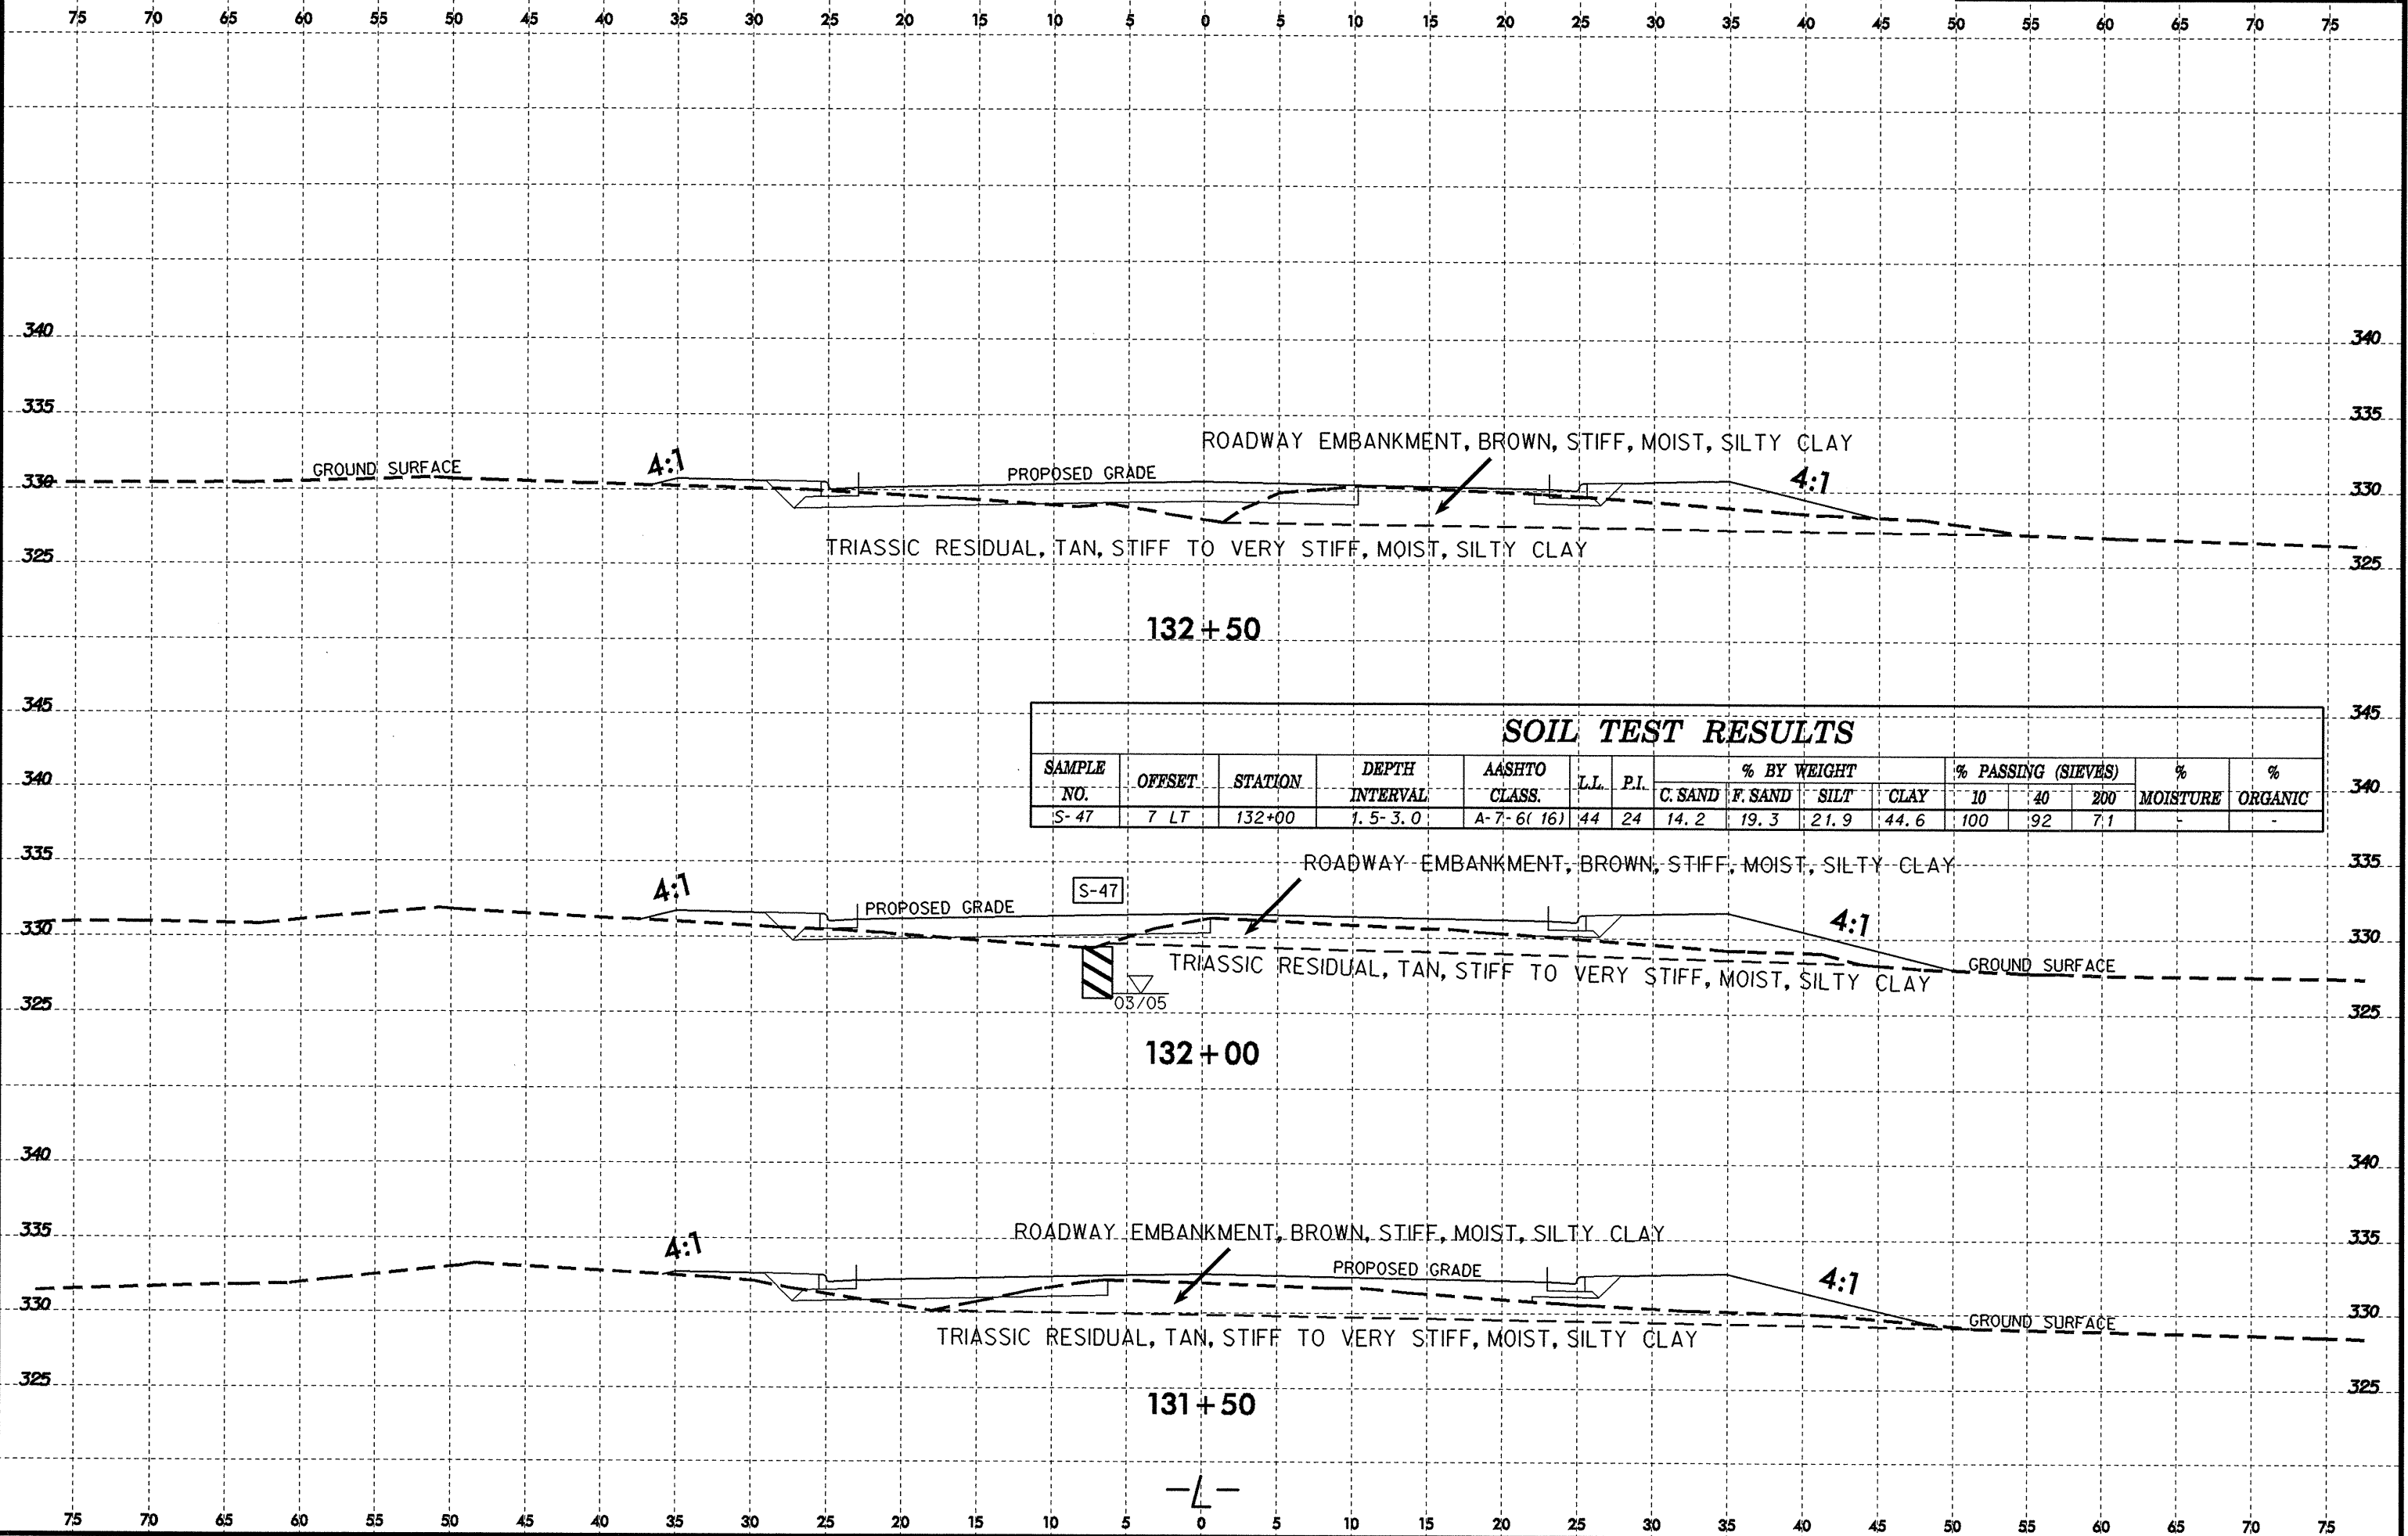 75 70 65 60 55 50 45 40 35 30 25 20 15 10 5 0 5 10 15 20 25 30 35 40 45 50 55 60 65 70 75
340 340
335 335
ROADWAY EMBANKMENT, BROWN, STIFF, MOIST, SILTY CLAY
GROUND SURFACE 4:1 PROPOSED GRADE 4:1
330 330
TRIASSIC RESIDUAL, TAN, STIFF TO VERY STIFF, MOIST, SILTY CLAY
325 325
132+50
345 345
SOIL TEST RESULTS
SAMPLE NO. OFFSET STATION DEPTH INTERVAL AASHTO CLASS. L.L. P.I. % BY WEIGHT % PASSING (SIEVES) % MOISTURE % ORGANIC
C. SAND F. SAND SILT CLAY 10 40 200
S-47 7 LT 132+00 1.5-3.0 A-7-6(16) 44 24 14.2 19.3 21.9 44.6 100 92 71 - -
340 340
335 335
ROADWAY EMBANKMENT, BROWN, STIFF, MOIST, SILTY CLAY
4:1 S-47
PROPOSED GRADE 4:1
330 330
TRIASSIC RESIDUAL, TAN, STIFF TO VERY STIFF, MOIST, SILTY CLAY
GROUND SURFACE
03/05
325 325
132+00
340 340
335 335
ROADWAY EMBANKMENT, BROWN, STIFF, MOIST, SILTY CLAY
4:1 PROPOSED GRADE 4:1
330 330
GROUND SURFACE
TRIASSIC RESIDUAL, TAN, STIFF TO VERY STIFF, MOIST, SILTY CLAY
325 325
131+50
-L-
75 70 65 60 55 50 45 40 35 30 25 20 15 10 5 0 5 10 15 20 25 30 35 40 45 50 55 60 65 70 75